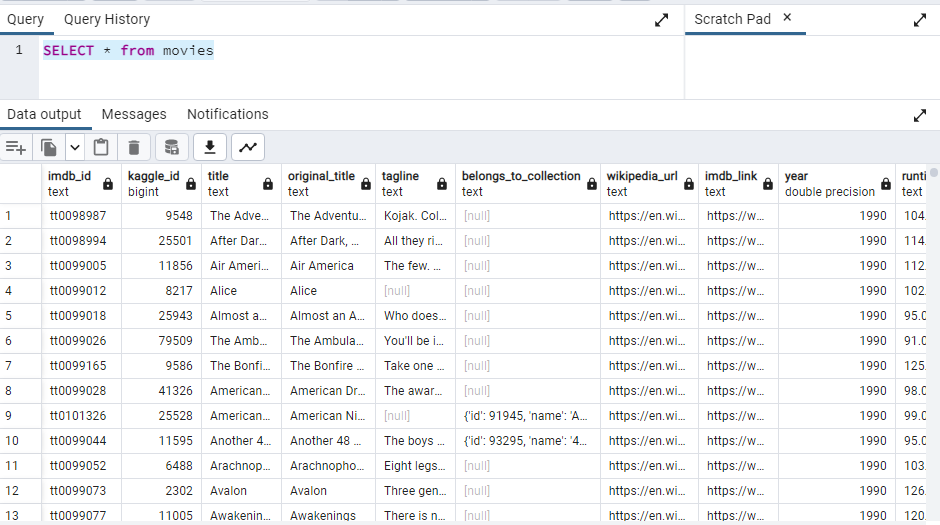 Query Query History Scratch Pad ×
1 SELECT * from movies
Data output Messages Notifications
imdb_id kaggle_id title original_title tagline belongs_to_collection wikipedia_url imdb_link year runti
text bigint text text text text text text double precision text
1 tt0098987 9548 The Adve... The Adventu... Kojak. Col... [null] https://en.wi... https://w... 1990 104.
2 tt0098994 25501 After Dar... After Dark, ... All they ri... [null] https://en.wi... https://w... 1990 114.
3 tt0099005 11856 Air Ameri... Air America The few. ... [null] https://en.wi... https://w... 1990 112.
4 tt0099012 8217 Alice Alice [null] [null] https://en.wi... https://w... 1990 102.
5 tt0099018 25943 Almost a... Almost an A... Who does... [null] https://en.wi... https://w... 1990 95.0
6 tt0099026 79509 The Amb... The Ambula... You'll be i... [null] https://en.wi... https://w... 1990 91.0
7 tt0099165 9586 The Bonfi... The Bonfire ... Take one ... [null] https://en.wi... https://w... 1990 125.
8 tt0099028 41326 American... American Dr... The awar... [null] https://en.wi... https://w... 1990 98.0
9 tt0101326 25528 American... American Ni... [null] {'id': 91945, 'name': 'A... https://en.wi... https://w... 1990 99.0
10 tt0099044 11595 Another 4... Another 48 ... The boys ... {'id': 93295, 'name': '4... https://en.wi... https://w... 1990 95.0
11 tt0099052 6488 Arachnop... Arachnopho... Eight legs... [null] https://en.wi... https://w... 1990 103.
12 tt0099073 2302 Avalon Avalon Three gen... [null] https://en.wi... https://w... 1990 126.
13 tt0099077 11005 Awakenin... Awakenings There is n... [null] https://en.wi... https://w... 1990 120.